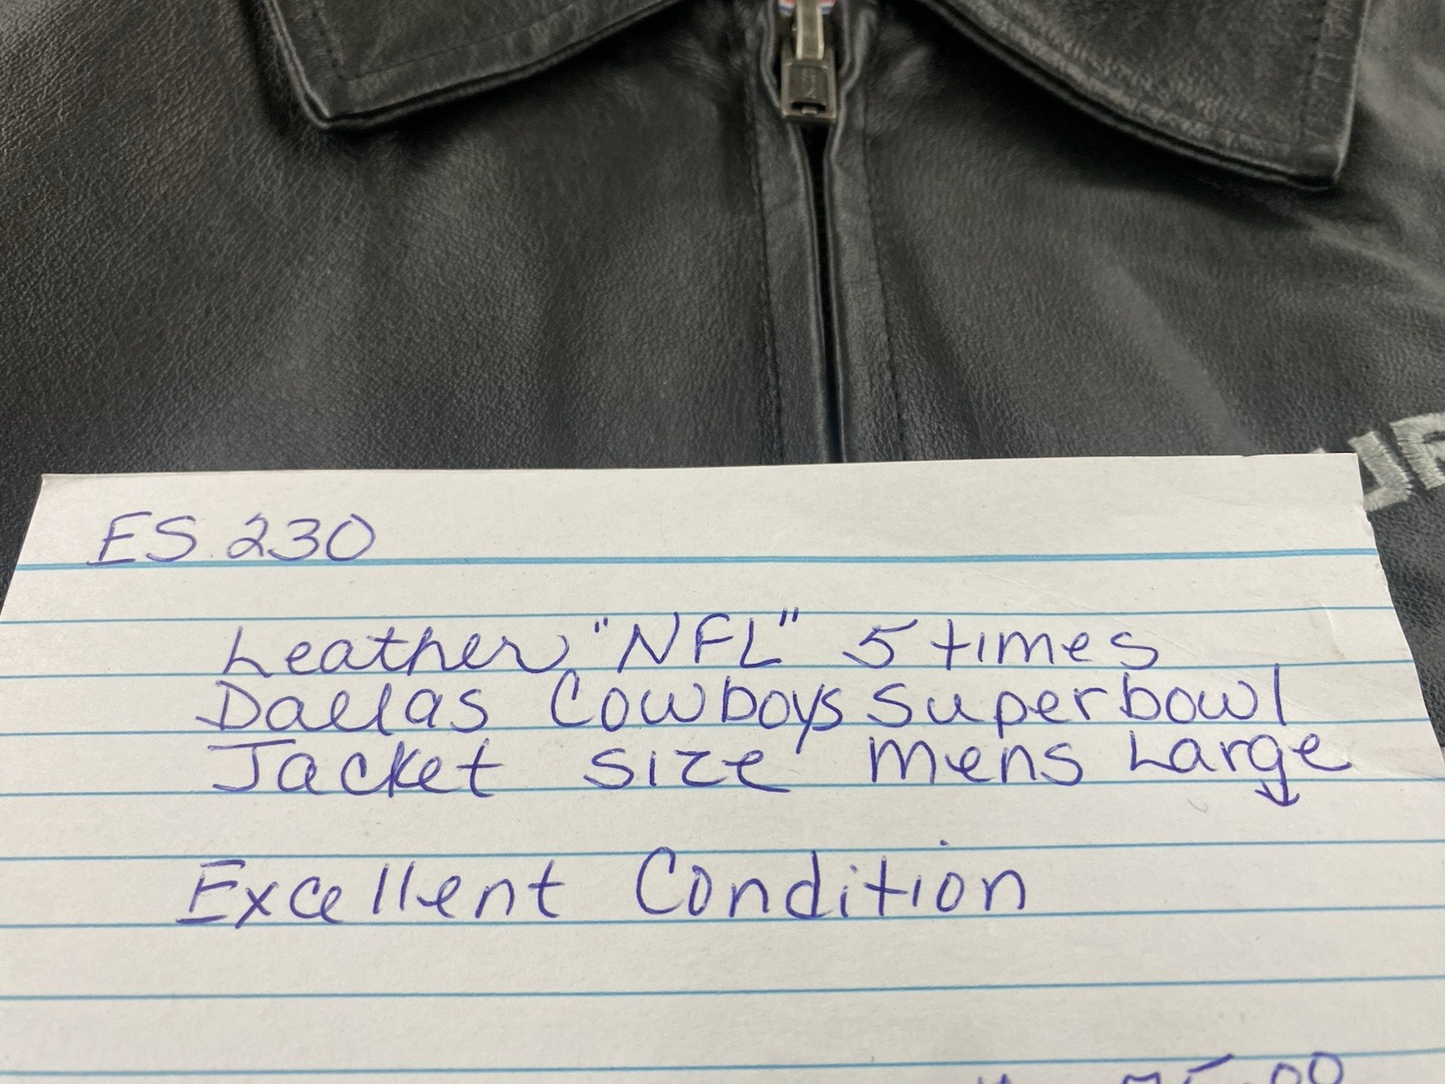 ES 230
Leather "NFL" 5 times
Dallas Cowboys Superbowl
Jacket size mens Large
Excellent Condition